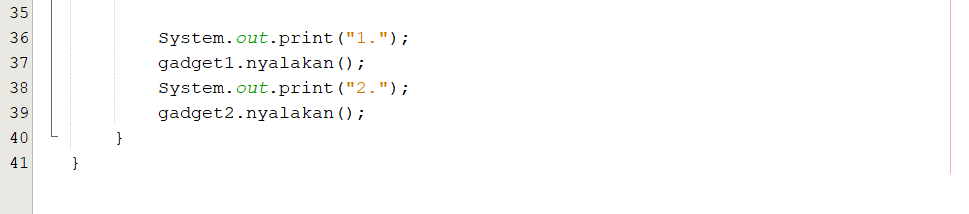 35
36 System.out.print("1.");
37 gadget1.nyalakan();
38 System.out.print("2.");
39 gadget2.nyalakan();
40 }
41 }